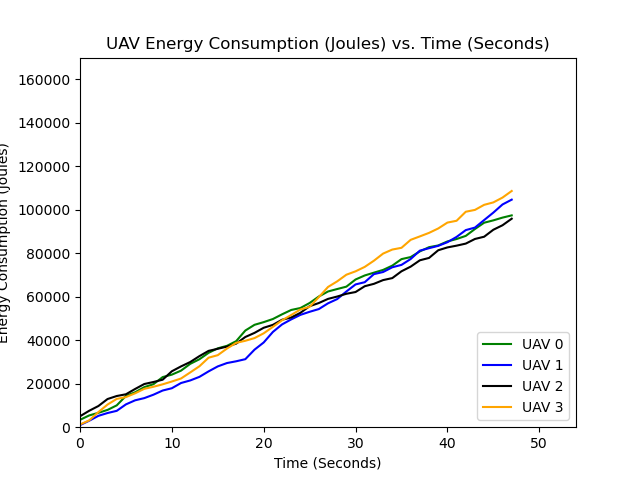 UAV Energy Consumption (Joules) vs. Time (Seconds)
Energy Consumption (Joules)
160000
140000
120000
100000
80000
60000
40000
20000
0
0 10 20 30 40 50
Time (Seconds)
UAV 0
UAV 1
UAV 2
UAV 3